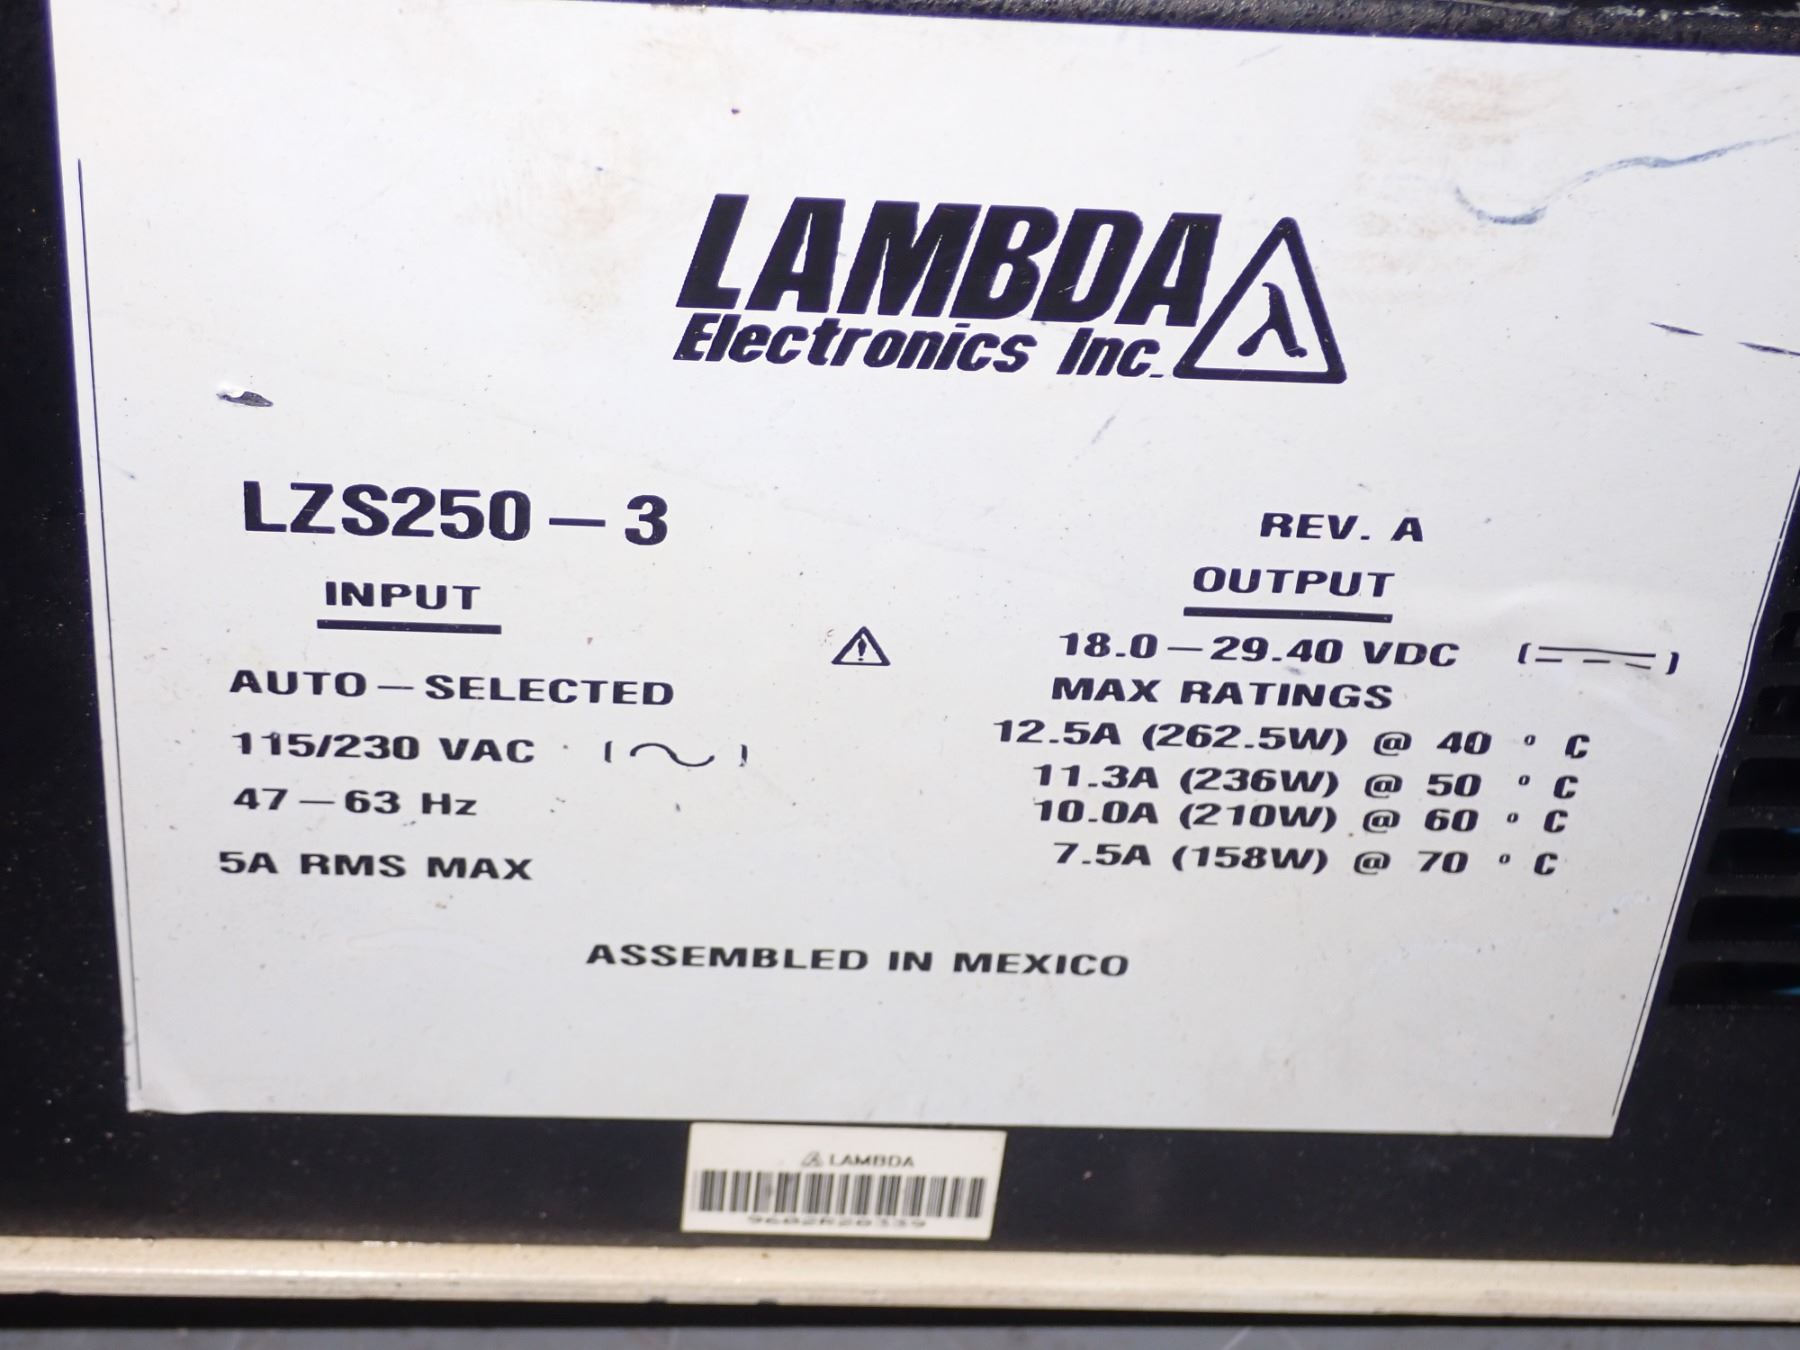 LAMBDA
Electronics Inc.
LZS250-3
REV. A
INPUT
AUTO-SELECTED
115/230 VAC (~)
47-63 Hz
5A RMS MAX
OUTPUT
18.0-29.40 VDC (⎓)
MAX RATINGS
12.5A (262.5W) @ 40 °C
11.3A (236W) @ 50 °C
10.0A (210W) @ 60 °C
7.5A (158W) @ 70 °C
ASSEMBLED IN MEXICO
LAMBDA